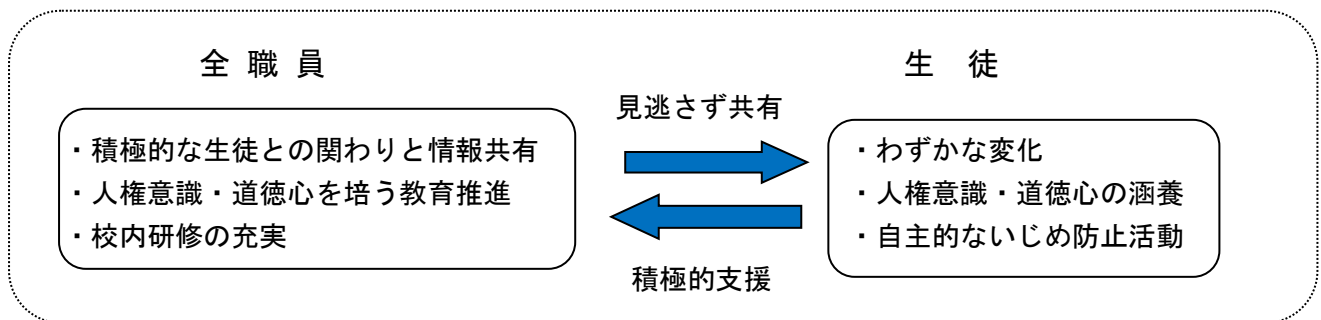 全 職 員
・積極的な生徒との関わりと情報共有
・人権意識・道徳心を培う教育推進
・校内研修の充実
見逃さず共有
積極的支援
生 徒
・わずかな変化
・人権意識・道徳心の涵養
・自主的ないじめ防止活動